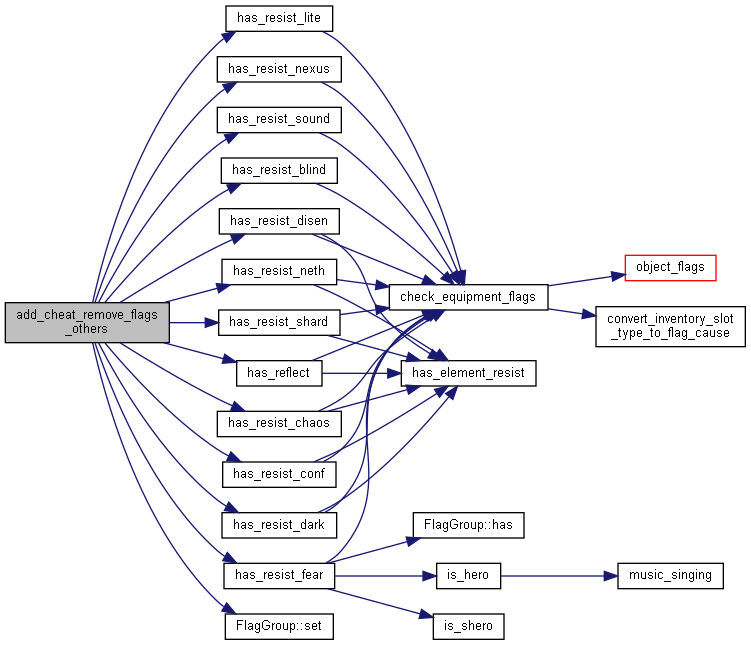 add_cheat_remove_flags
_others
has_resist_lite
has_resist_nexus
has_resist_sound
has_resist_blind
has_resist_disen
has_resist_neth
has_resist_shard
has_reflect
has_resist_chaos
has_resist_conf
has_resist_dark
has_resist_fear
FlagGroup::set
check_equipment_flags
has_element_resist
FlagGroup::has
is_hero
is_shero
object_flags
convert_inventory_slot
_type_to_flag_cause
music_singing